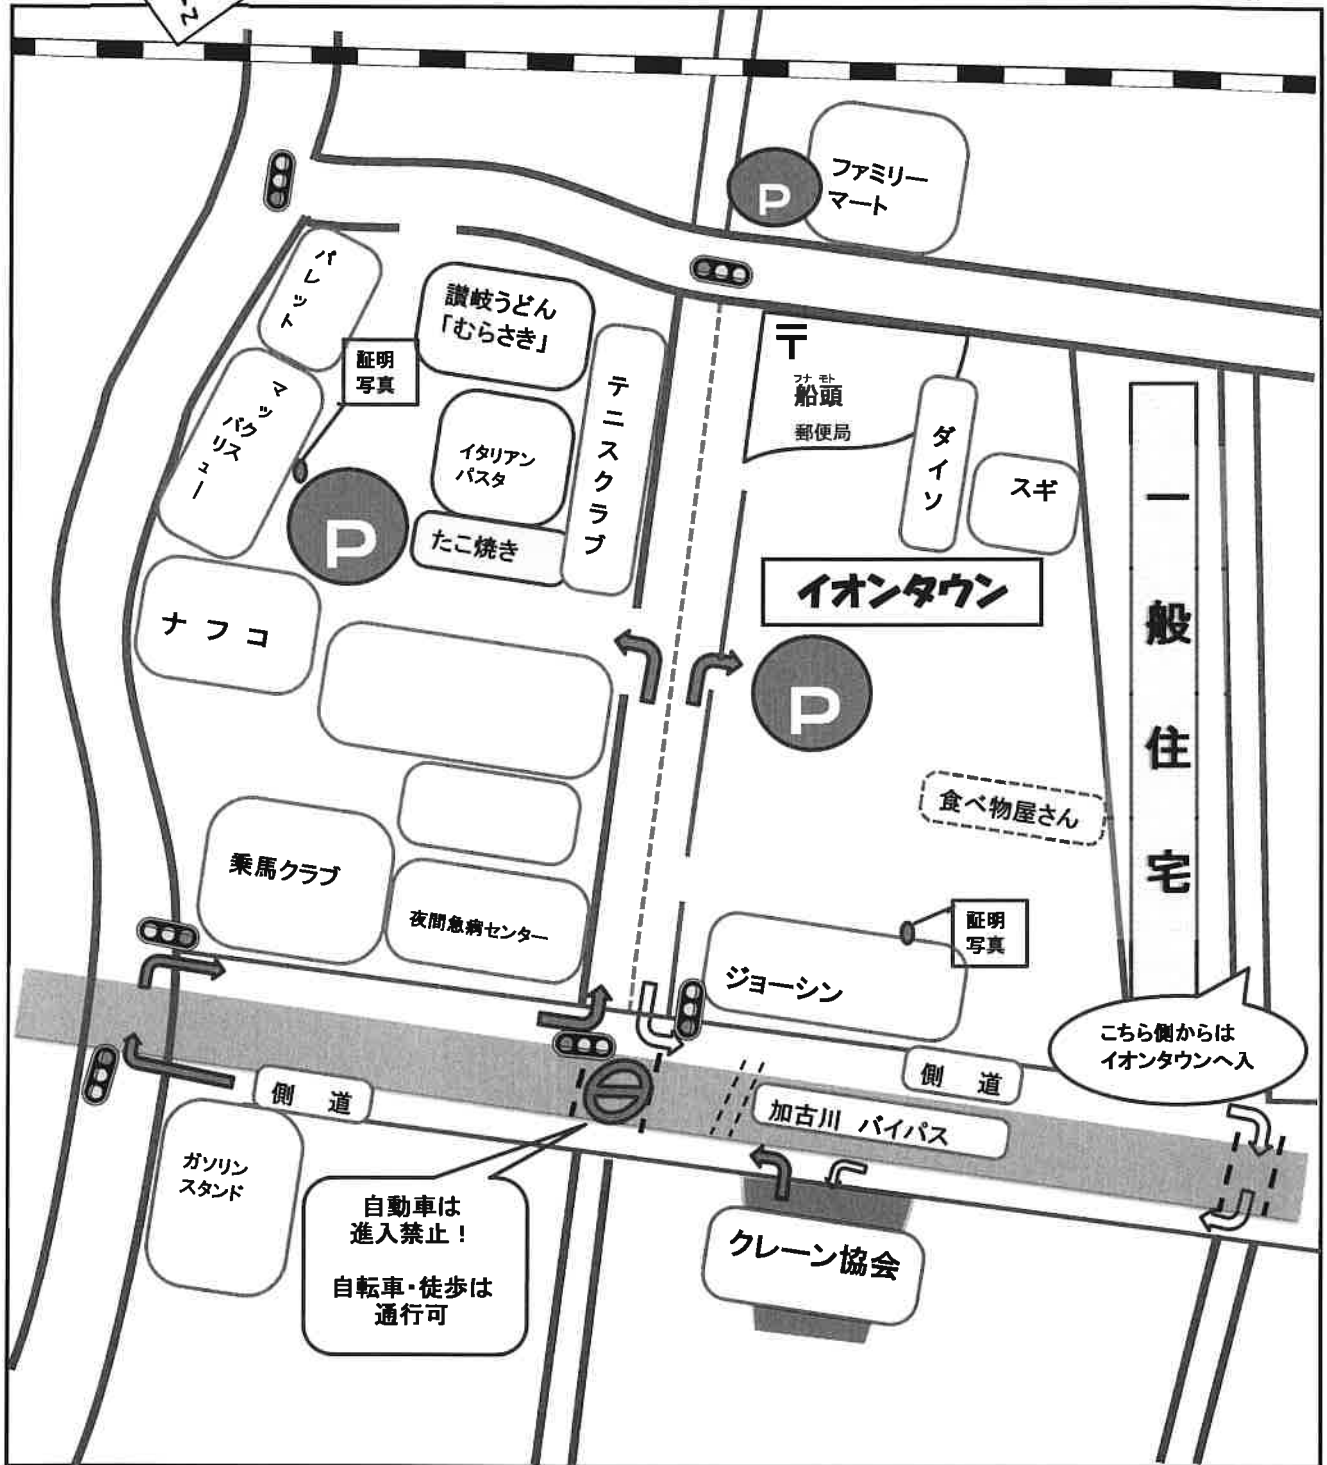 N
ファミリー
マート
P
パレット
讃岐うどん
「むらさき」
証明
写真
テニスクラブ
〒
フナ モト
船頭
郵便局
マックスバリュー
イタリアン
パスタ
ダイソ
スギ
P
たこ焼き
イオンタウン
一般住宅
ナフコ
P
食べ物屋さん
乗馬クラブ
夜間急病センター
証明
写真
ジョーシン
こちら側からは
イオンタウンへ入
側 道
側 道
加古川 バイパス
ガソリン
スタンド
自動車は
進入禁止!
自転車・徒歩は
通行可
クレーン協会